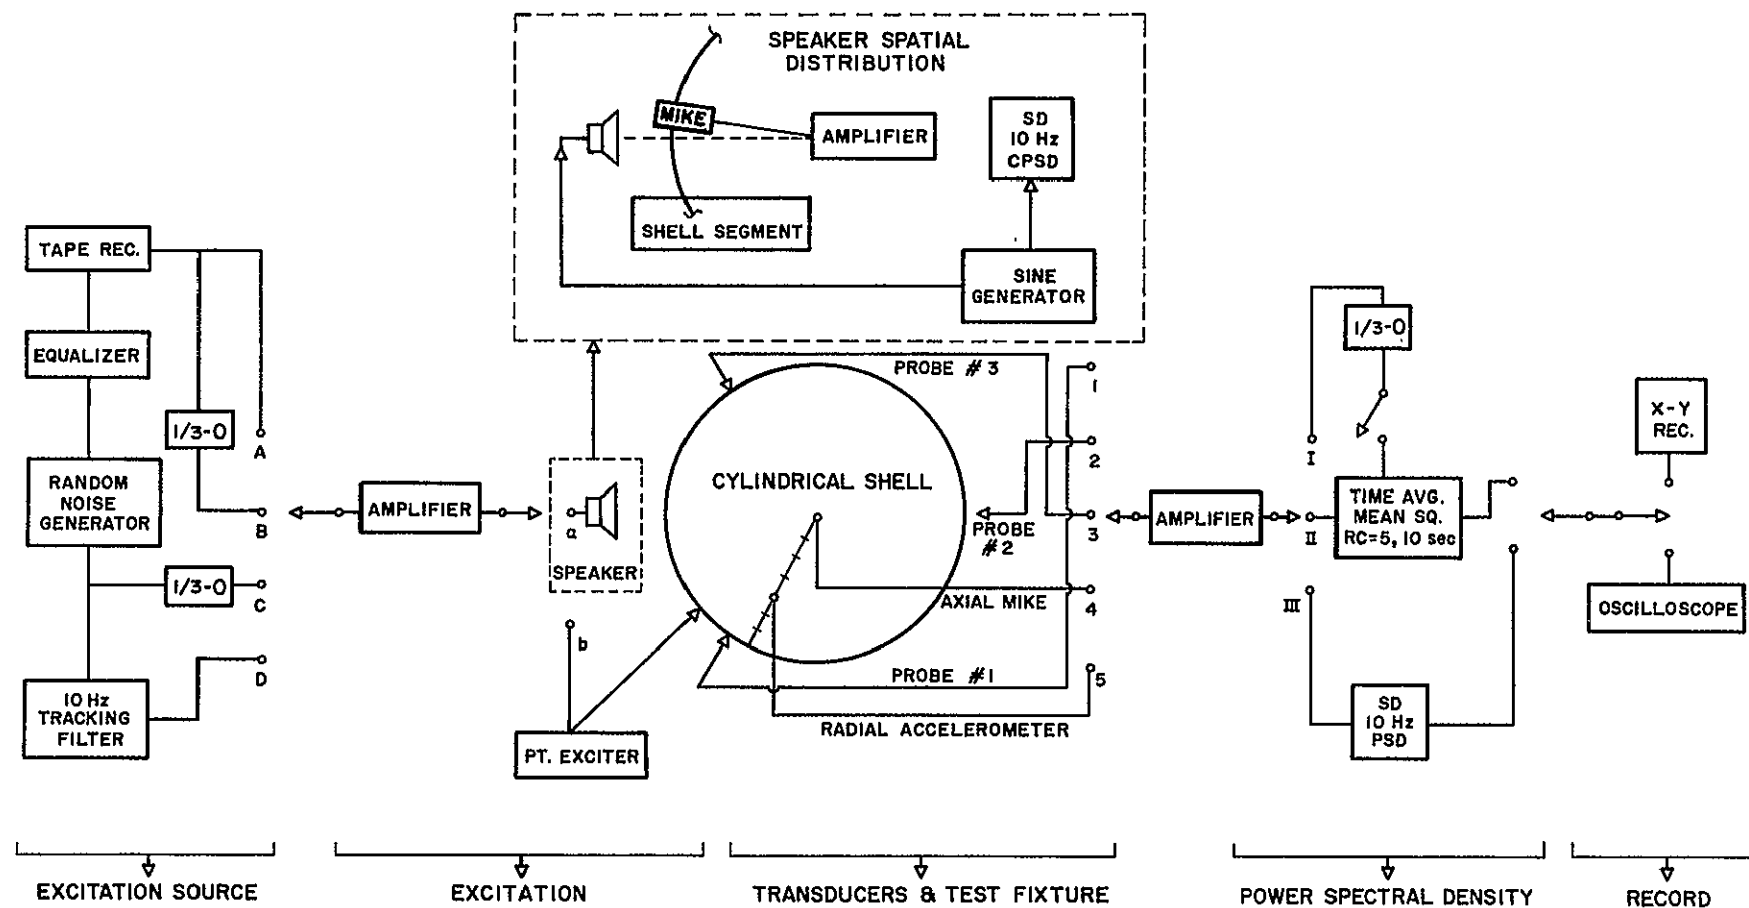 SPEAKER SPATIAL
DISTRIBUTION
MIKE
AMPLIFIER
SD
10 Hz
CPSD
SHELL SEGMENT
SINE
GENERATOR
TAPE REC.
EQUALIZER
1/3-O
A
RANDOM
NOISE
GENERATOR
B
1/3-O
C
D
10 Hz
TRACKING
FILTER
AMPLIFIER
a
SPEAKER
b
PT. EXCITER
PROBE #3
CYLINDRICAL SHELL
PROBE
#2
AXIAL MIKE
PROBE #1
RADIAL ACCELEROMETER
1
2
3
4
5
AMPLIFIER
1/3-O
I
II
III
TIME AVG.
MEAN SQ.
RC=5, 10 sec
SD
10 Hz
PSD
X-Y
REC.
OSCILLOSCOPE
EXCITATION SOURCE
EXCITATION
TRANSDUCERS & TEST FIXTURE
POWER SPECTRAL DENSITY
RECORD